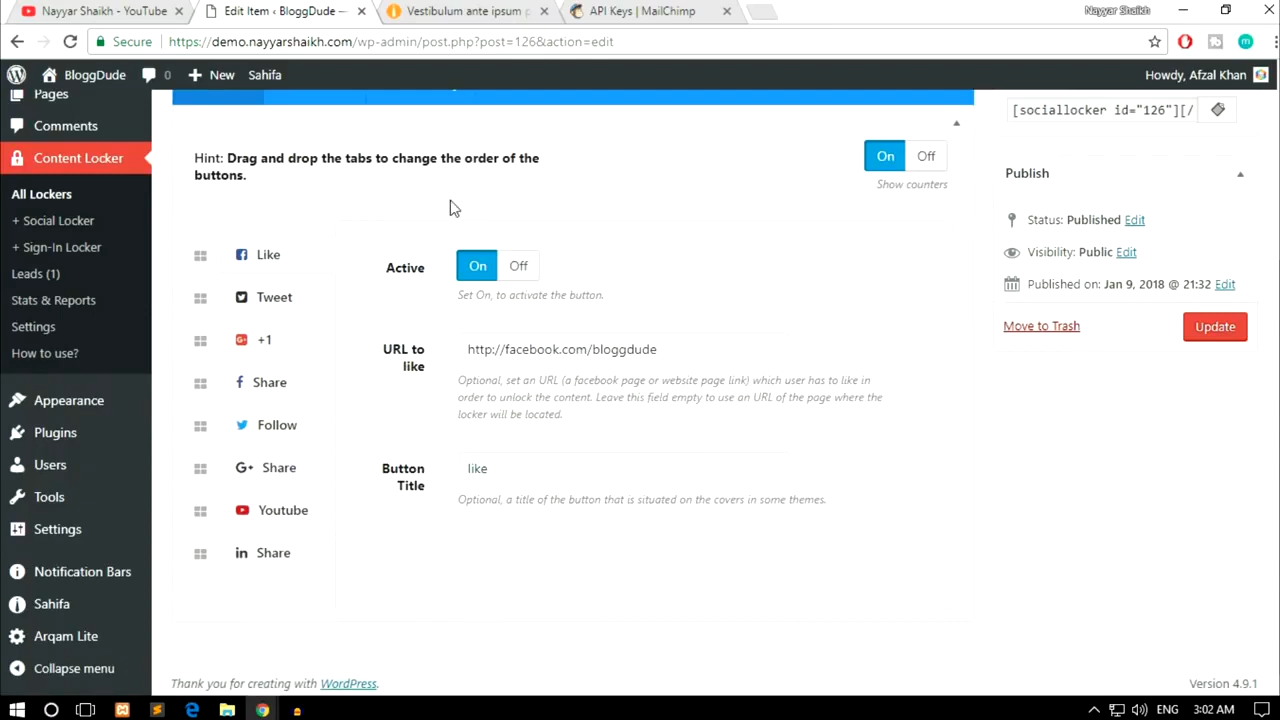 Nayyar Shaikh - YouTube
Edit Item ‹ BloggDude —
Vestibulum ante ipsum p
API Keys | MailChimp
Nayyar Shaikh
Secure
https://demo.nayyarshaikh.com/wp-admin/post.php?post=126&action=edit
BloggDude
0
New
Sahifa
Howdy, Afzal Khan
Pages
Comments
Content Locker
All Lockers
+ Social Locker
+ Sign-In Locker
Leads (1)
Stats & Reports
Settings
How to use?
Appearance
Plugins
Users
Tools
Settings
Notification Bars
Sahifa
Arqam Lite
Collapse menu
Hint: Drag and drop the tabs to change the order of the
buttons.
On
Off
Show counters
Like
Tweet
+1
Share
Follow
G+ Share
Youtube
in Share
Active
On
Off
Set On, to activate the button.
URL to
like
http://facebook.com/bloggdude
Optional, set an URL (a facebook page or website page link) which user has to like in
order to unlock the content. Leave this field empty to use an URL of the page where the
locker will be located.
Button
Title
like
Optional, a title of the button that is situated on the covers in some themes.
[sociallocker id="126"][/
Publish
Status: Published Edit
Visibility: Public Edit
Published on: Jan 9, 2018 @ 21:32 Edit
Move to Trash
Update
Thank you for creating with WordPress.
Version 4.9.1
ENG
3:02 AM